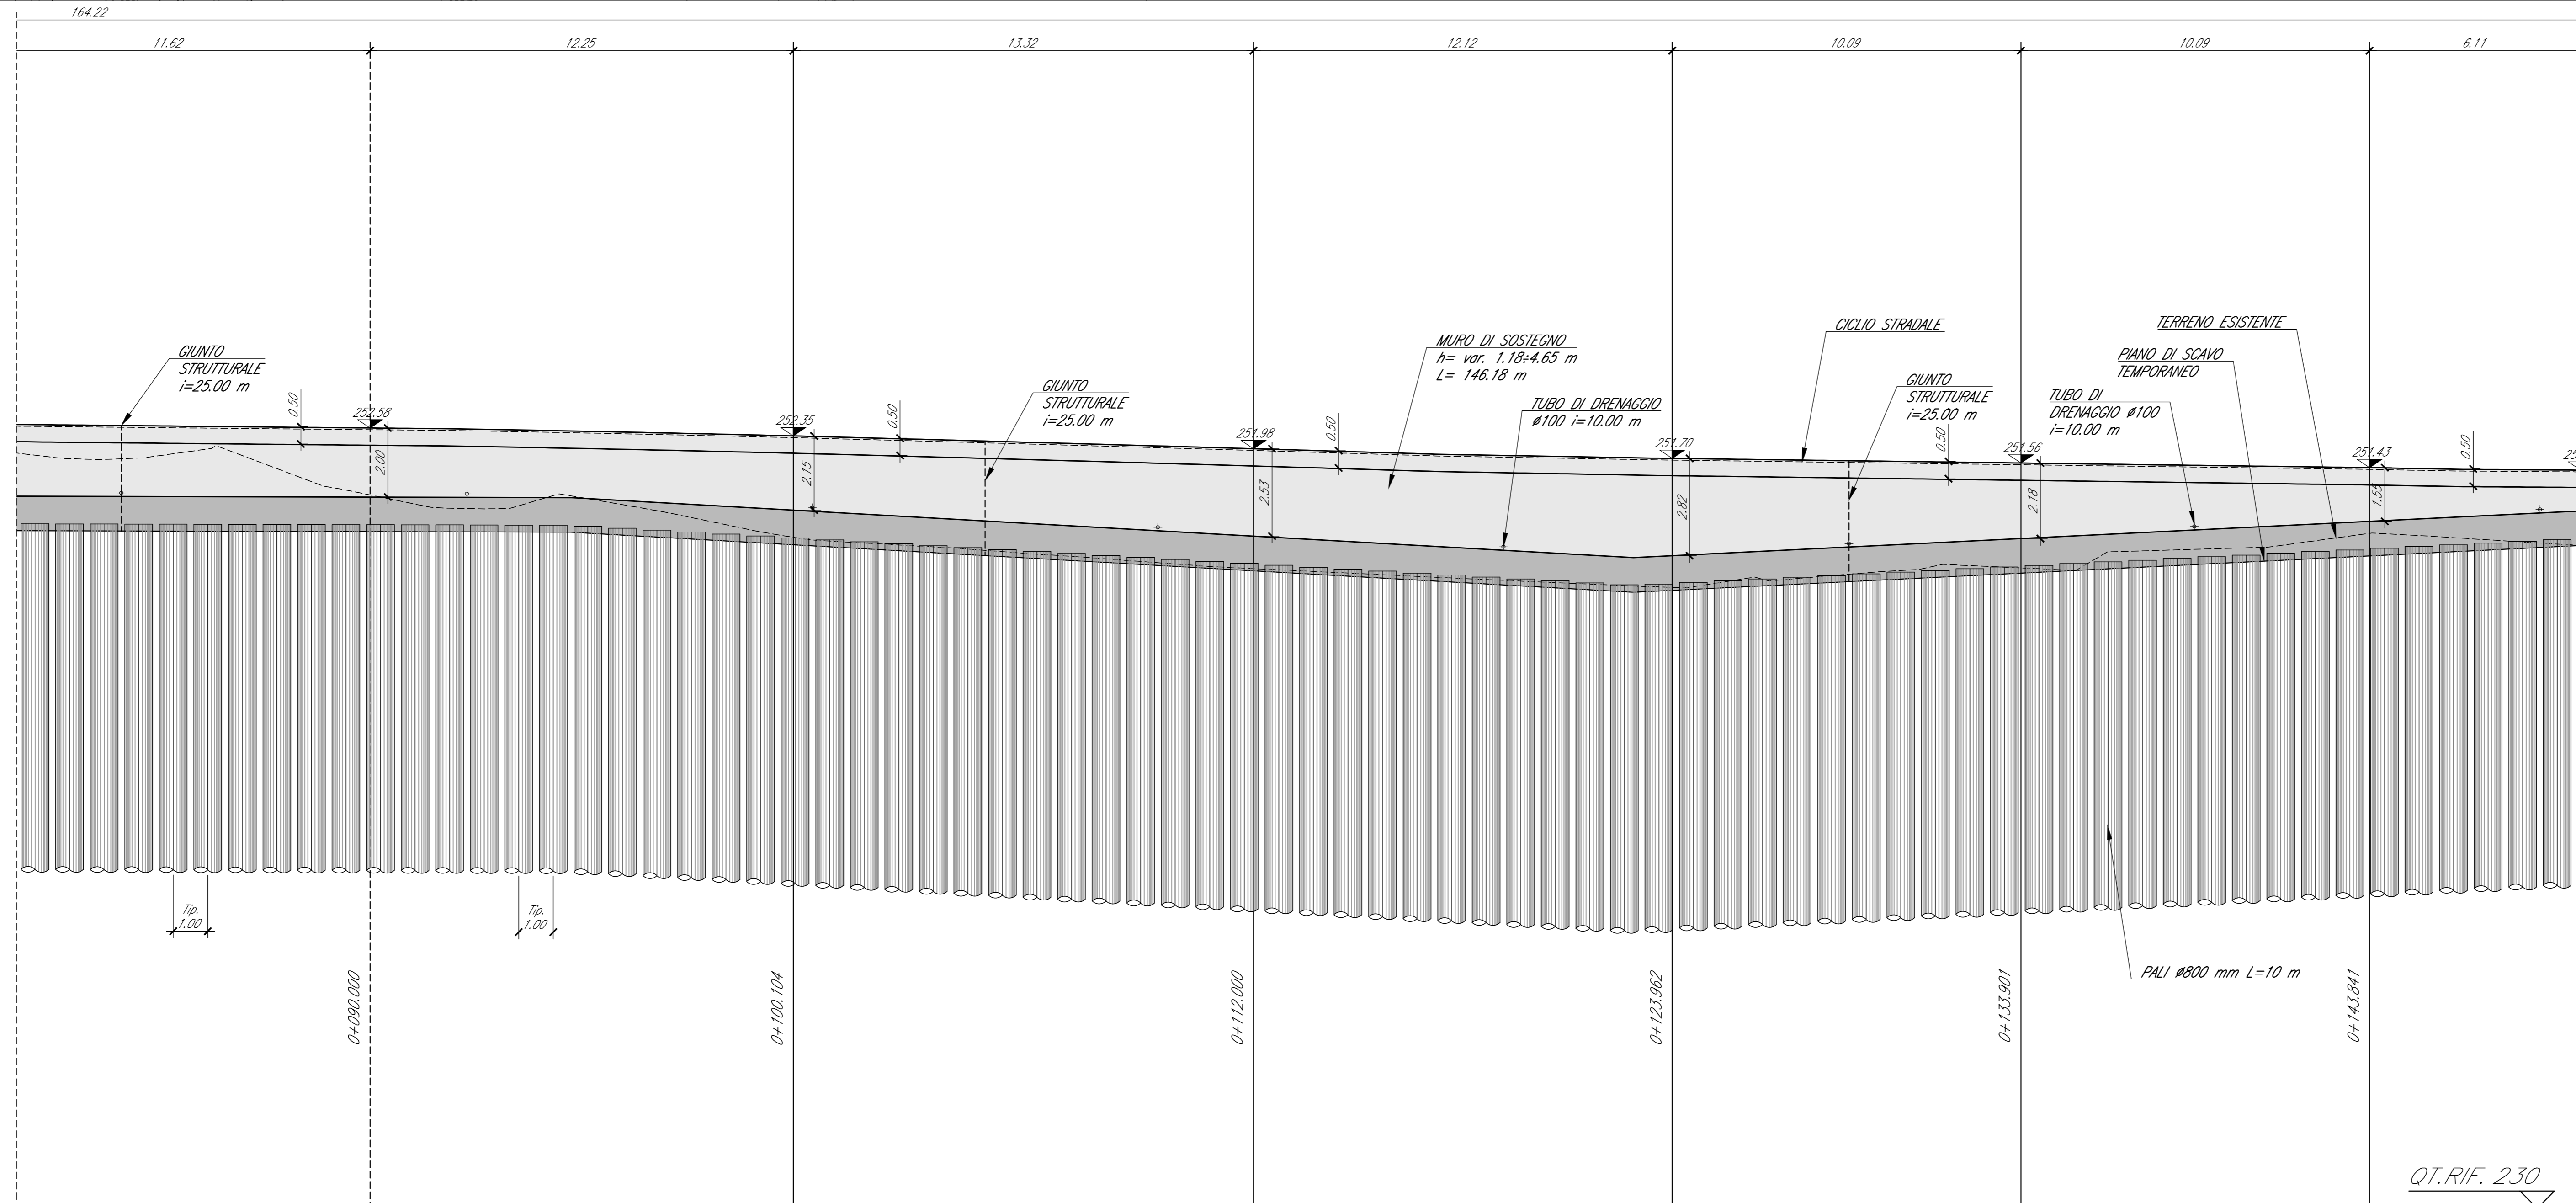 164.22
11.62
12.25
13.32
12.12
10.09
10.09
6.11
GIUNTO
STRUTTURALE
i=25.00 m
GIUNTO
STRUTTURALE
i=25.00 m
MURO DI SOSTEGNO
h= var. 1.18÷4.65 m
L= 146.18 m
TUBO DI DRENAGGIO
ø100 i=10.00 m
CICLIO STRADALE
GIUNTO
STRUTTURALE
i=25.00 m
TERRENO ESISTENTE
PIANO DI SCAVO
TEMPORANEO
TUBO DI
DRENAGGIO ø100
i=10.00 m
0.50
252.58
2.00
252.35
2.15
0.50
251.98
2.53
0.50
251.70
2.82
0.50
251.56
2.18
251.43
1.55
0.50
Tip.
1.00
Tip.
1.00
PALI ø800 mm L=10 m
0+090.000
0+100.104
0+112.000
0+123.962
0+133.901
0+143.841
QT.RIF. 230